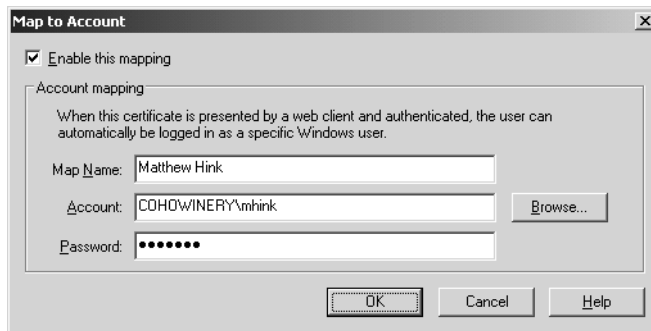 Map to Account
Enable this mapping
Account mapping
When this certificate is presented by a web client and authenticated, the user can
automatically be logged in as a specific Windows user.
Map Name: Matthew Hink
Account: COHOWINERY\mhink Browse...
Password: ●●●●●●●
OK Cancel Help